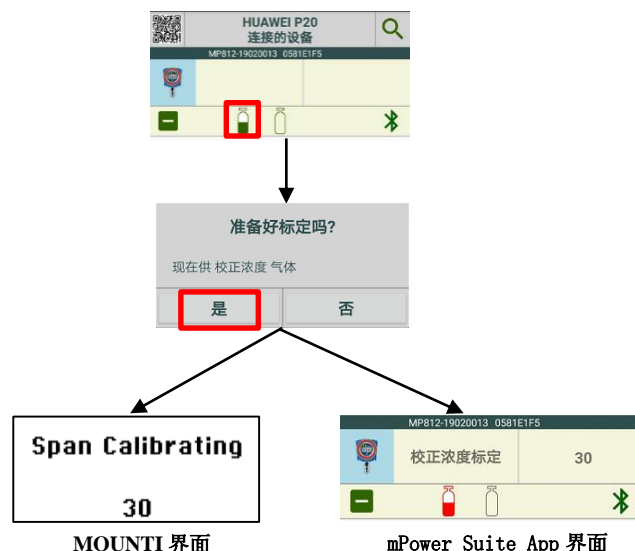 HUAWEI P20
连接的设备
MP812-19020013 0581E1F5
准备好标定吗?
现在供 校正浓度 气体
是 否
Span Calibrating
30
MOUNTI 界面
MP812-19020013 0581E1F5
校正浓度标定 30
mPower Suite App 界面